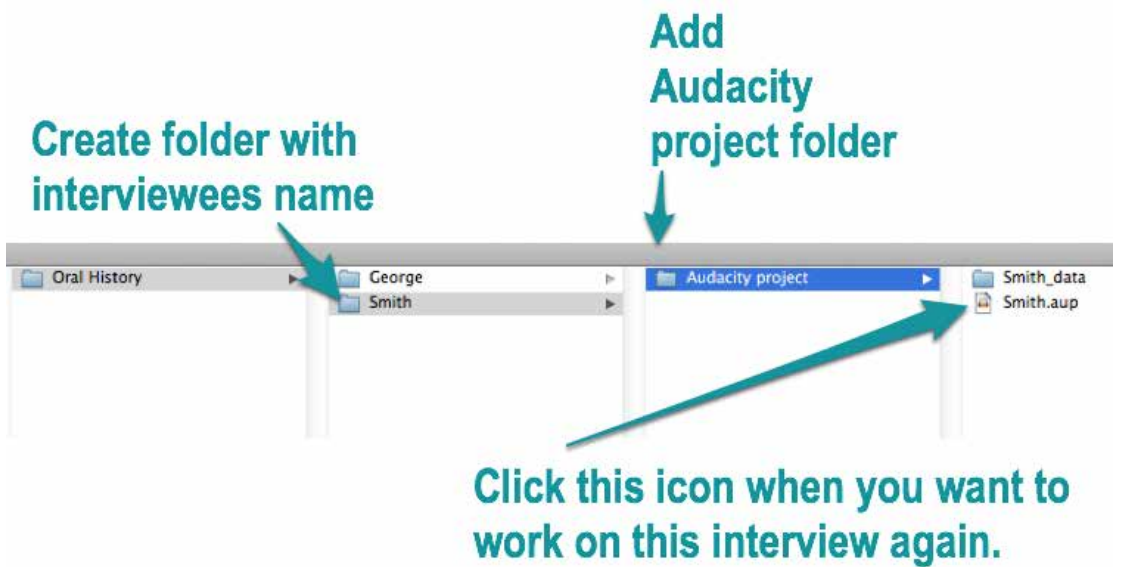 Add
Audacity
project folder
Create folder with
interviewees name
Oral History
George
Smith
Audacity project
Smith_data
Smith.aup
Click this icon when you want to
work on this interview again.